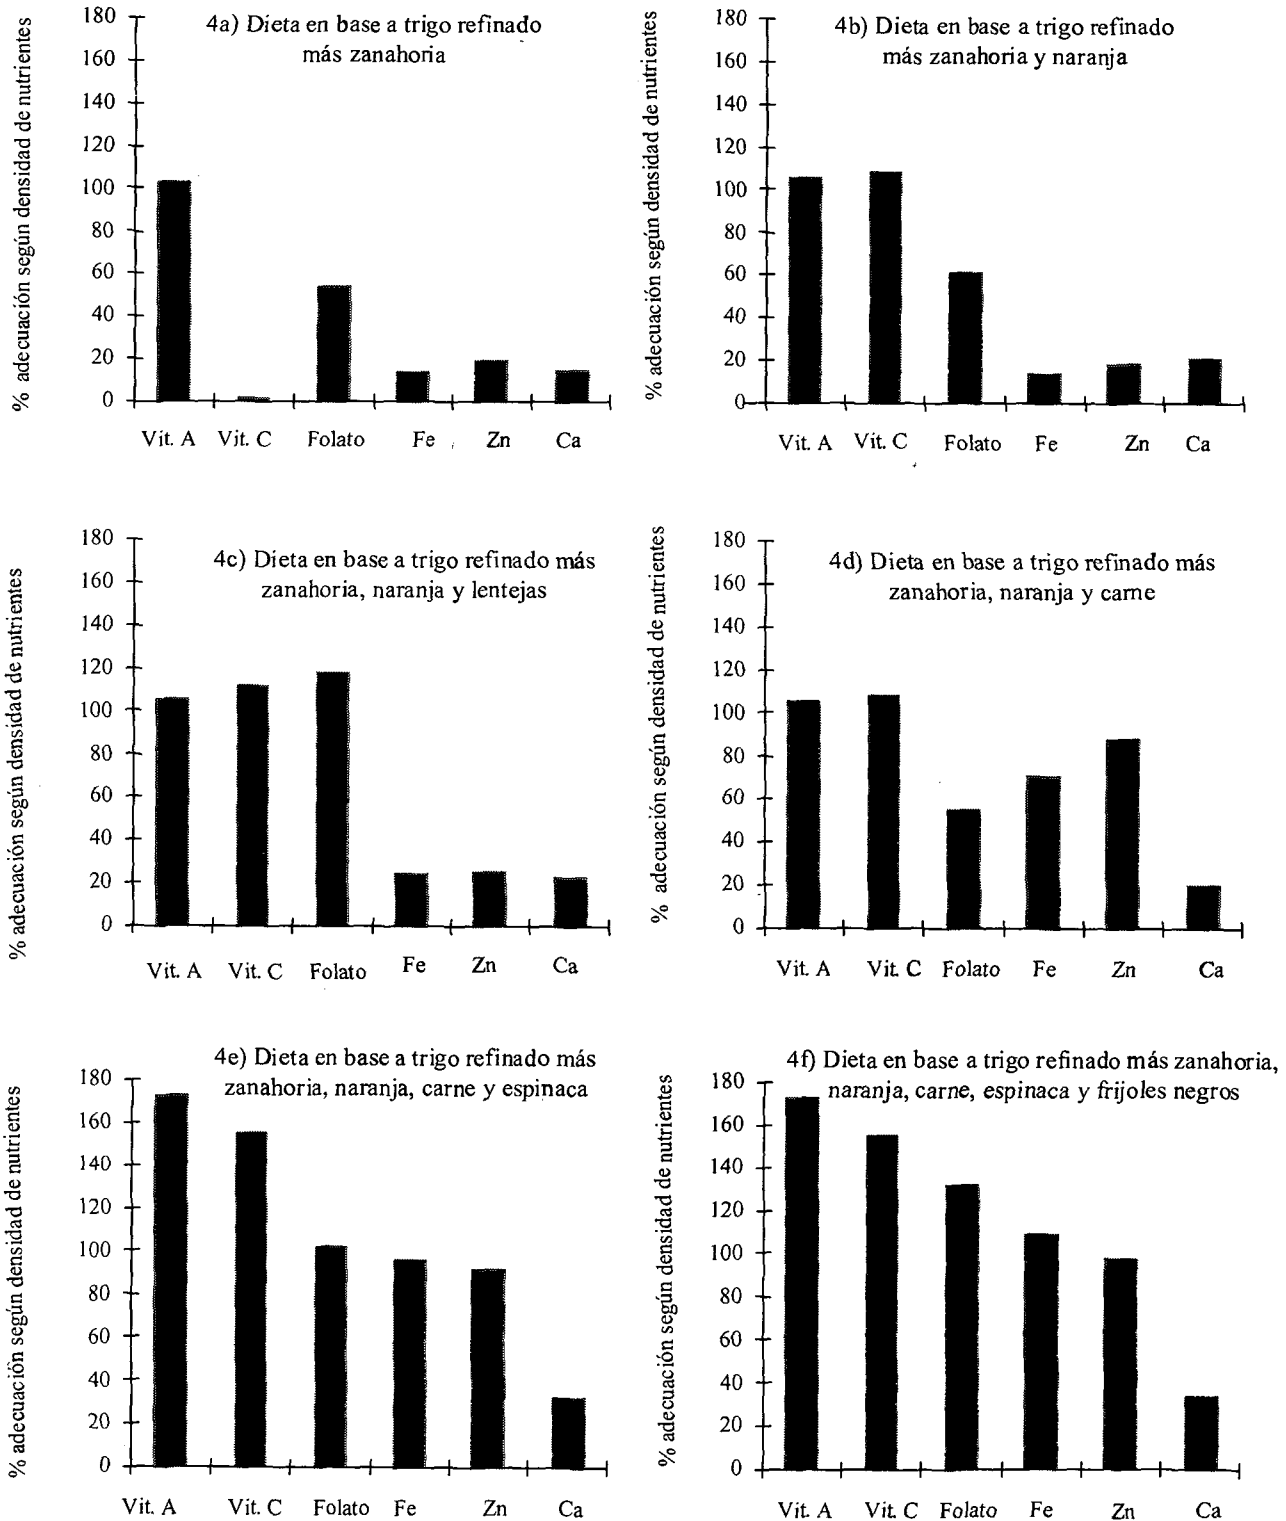 4a) Dieta en base a trigo refinado
más zanahoria
% adecuación según densidad de nutrientes
180
160
140
120
100
80
60
40
20
0
Vit. A Vit. C Folato Fe Zn Ca
4b) Dieta en base a trigo refinado
más zanahoria y naranja
% adecuación según densidad de nutrientes
180
160
140
120
100
80
60
40
20
0
Vit. A Vit. C Folato Fe Zn Ca
4c) Dieta en base a trigo refinado más
zanahoria, naranja y lentejas
% adecuación según densidad de nutrientes
180
160
140
120
100
80
60
40
20
0
Vit. A Vit. C Folato Fe Zn Ca
4d) Dieta en base a trigo refinado más
zanahoria, naranja y carne
% adecuación según densidad de nutrientes
180
160
140
120
100
80
60
40
20
0
Vit. A Vit. C Folato Fe Zn Ca
4e) Dieta en base a trigo refinado más
zanahoria, naranja, carne y espinaca
% adecuación según densidad de nutrientes
180
160
140
120
100
80
60
40
20
0
Vit. A Vit. C Folato Fe Zn Ca
4f) Dieta en base a trigo refinado más zanahoria,
naranja, carne, espinaca y frijoles negros
% adecuación según densidad de nutrientes
180
160
140
120
100
80
60
40
20
0
Vit. A Vit. C Folato Fe Zn Ca